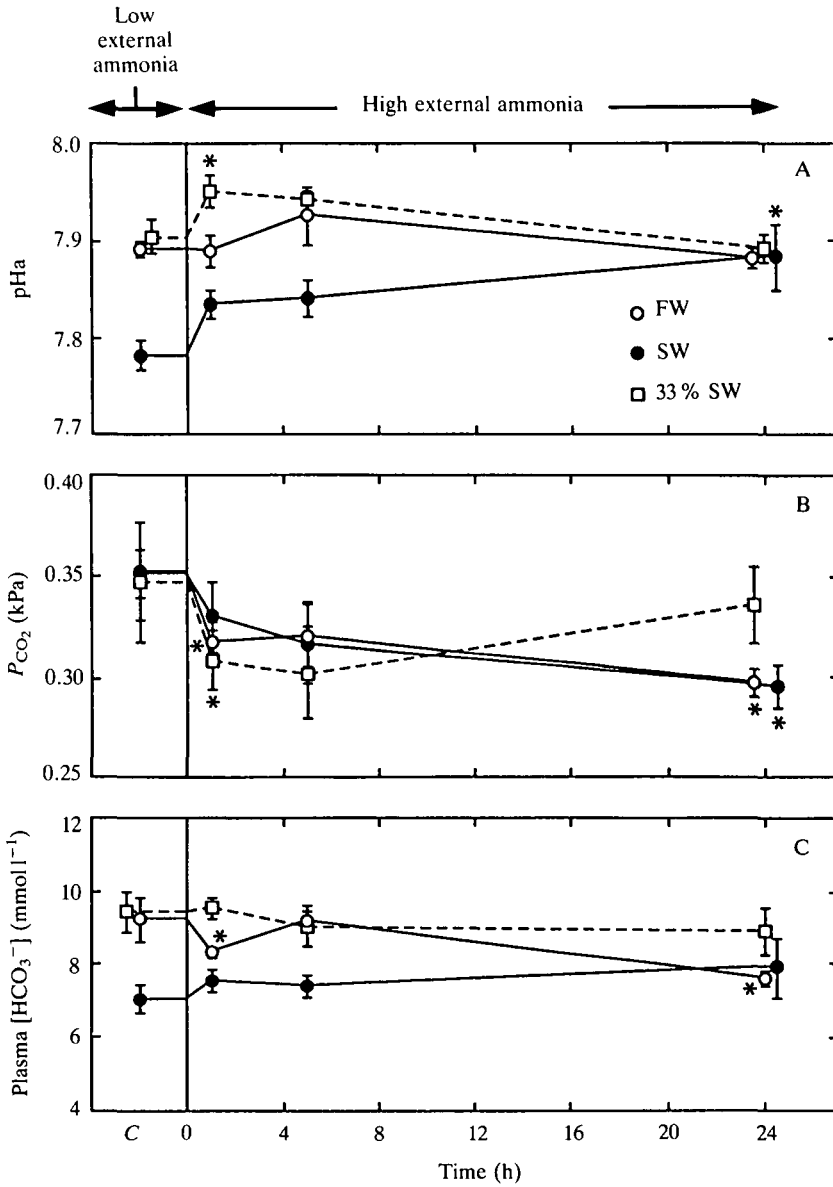 Low
external
ammonia
High external ammonia
8.0
7.9
7.8
7.7
pHa
A
*
*
FW
SW
33 % SW
0.40
0.35
0.30
0.25
P_CO₂ (kPa)
B
*
*
*
*
12
10
8
6
4
Plasma [HCO₃⁻] (mmol l⁻¹)
C
*
*
C 0 4 8 12 16 20 24
Time (h)